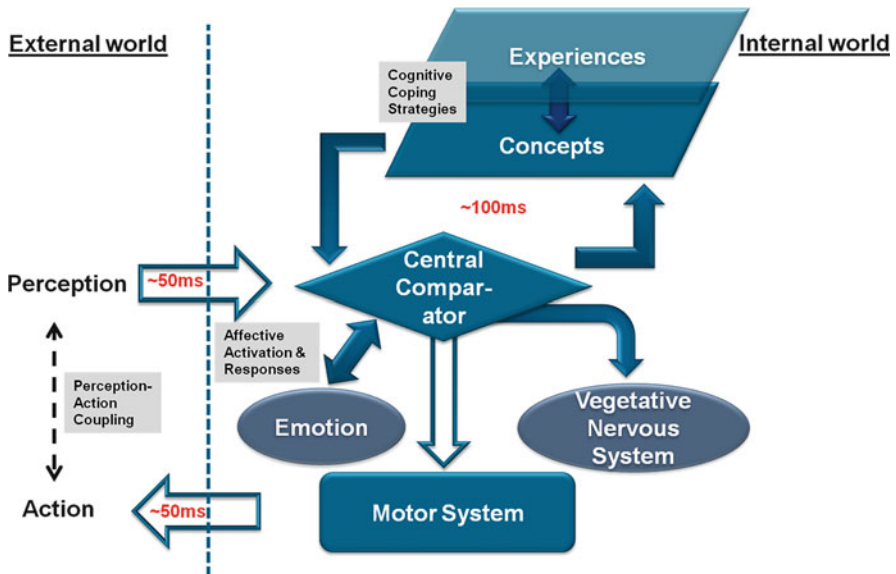 External world
Internal world
Experiences
Cognitive
Coping
Strategies
Concepts
~100ms
Central
Compar-
ator
Perception
~50ms
Affective
Activation &
Responses
Perception-
Action
Coupling
Emotion
Vegetative
Nervous
System
Action
~50ms
Motor System